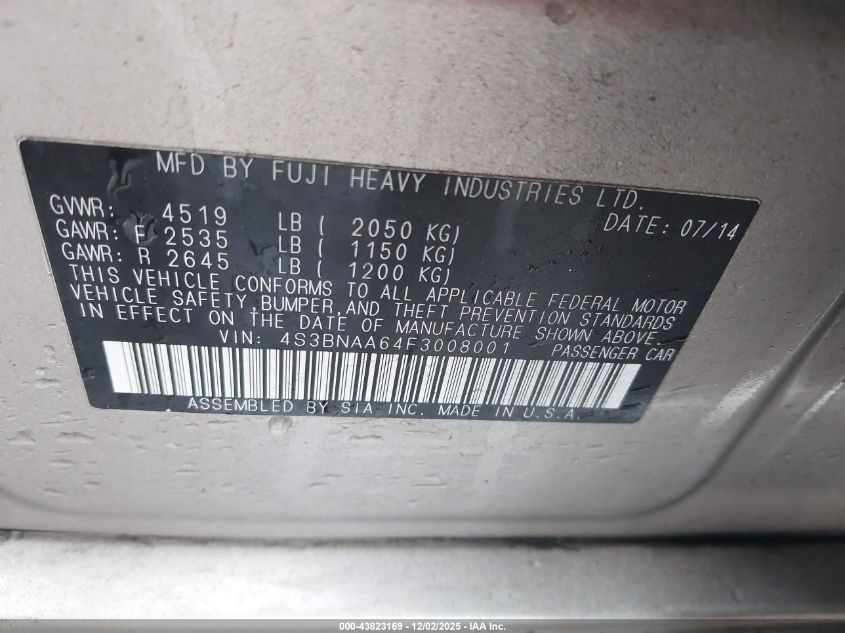 MFD BY FUJI HEAVY INDUSTRIES LTD.
GVWR: 4519 LB ( 2050 KG) DATE: 07/14
GAWR: F 2535 LB ( 1150 KG)
GAWR: R 2645 LB ( 1200 KG)
THIS VEHICLE CONFORMS TO ALL APPLICABLE FEDERAL MOTOR
VEHICLE SAFETY, BUMPER, AND THEFT PREVENTION STANDARDS
IN EFFECT ON THE DATE OF MANUFACTURE SHOWN ABOVE.
VIN: 4S3BNAA64F3008001 PASSENGER CAR
ASSEMBLED BY SIA INC. MADE IN U.S.A.
000-43823169 - 12/02/2025 - IAA Inc.